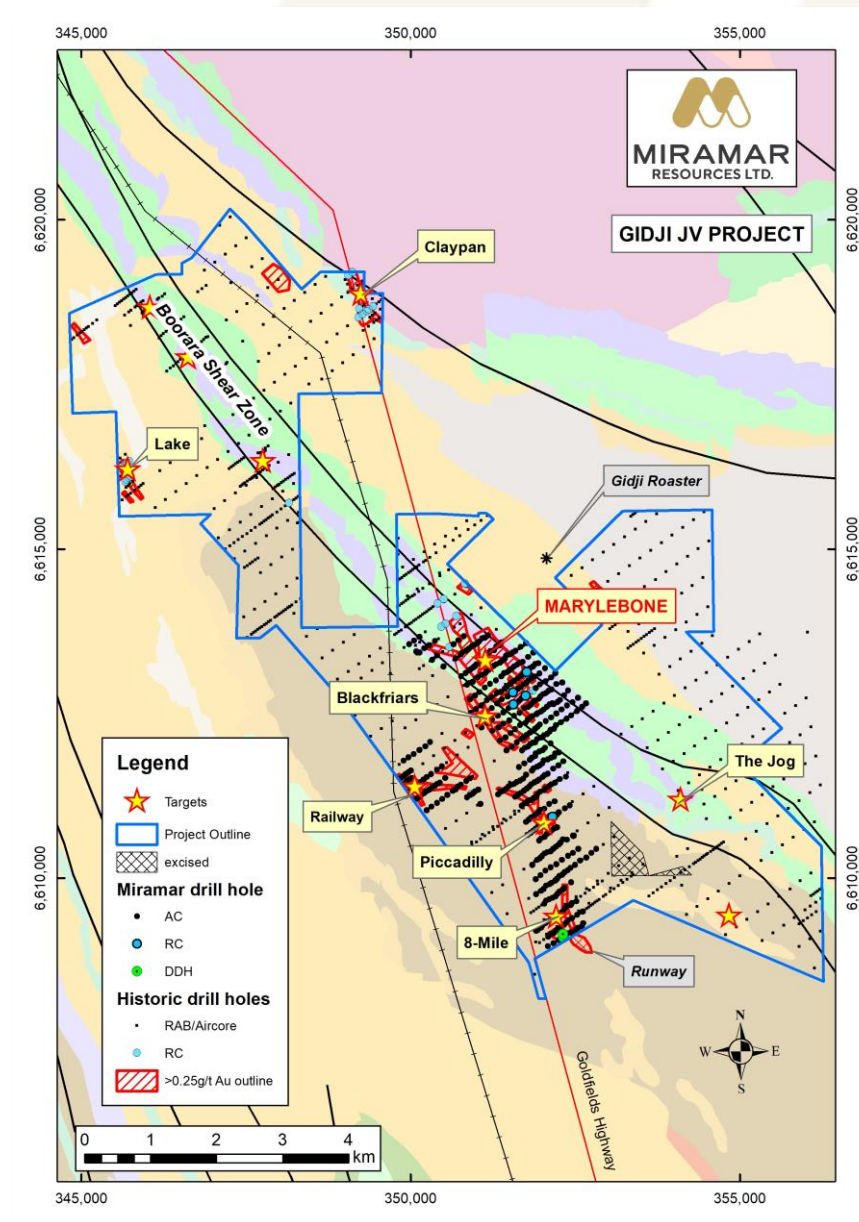 345,000
350,000
355,000
MIRAMAR
RESOURCES LTD.
GIDJI JV PROJECT
6,620,000
6,620,000
Claypan
Boorara Shear Zone
Lake
Gidji Roaster
6,615,000
6,615,000
MARYLEBONE
Blackfriars
The Jog
Railway
Piccadilly
6,610,000
6,610,000
8-Mile
Runway
Goldfields Highway
Legend
Targets
Project Outline
excised
Miramar drill hole
AC
RC
DDH
Historic drill holes
RAB/Aircore
RC
>0.25g/t Au outline
N
W
E
S
0 1 2 3 4
km
345,000
350,000
355,000